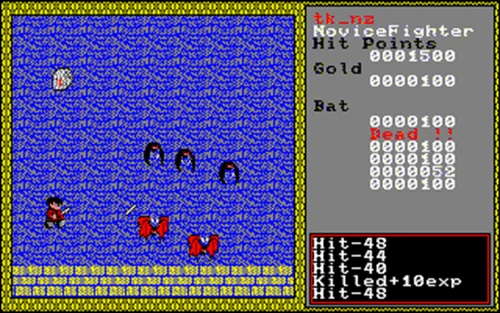 tk_nz
NoviceFighter
Hit Points
0001500
Gold
0000100
Bat
0000100
Dead !!
0000100
0000100
0000052
0000100
Hit-48
Hit-44
Hit-40
Killed+10exp
Hit-48